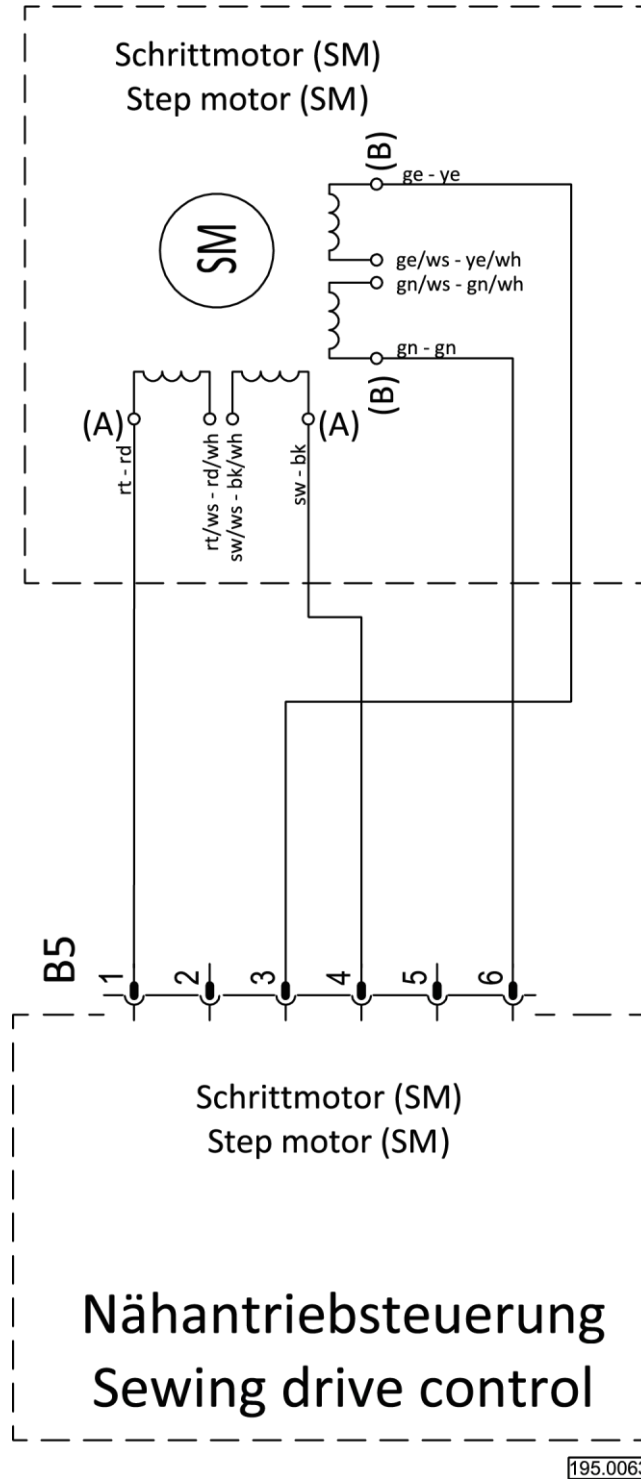 Schrittmotor (SM)
Step motor (SM)
(B)
ge - ye
SM
ge/ws - ye/wh
gn/ws - gn/wh
gn - gn
(B)
(A)
(A)
rt - rd
rt/ws - rd/wh
sw/ws - bk/wh
sw - bk
B5
1
2
3
4
5
6
Schrittmotor (SM)
Step motor (SM)
Nähantriebsteuerung
Sewing drive control